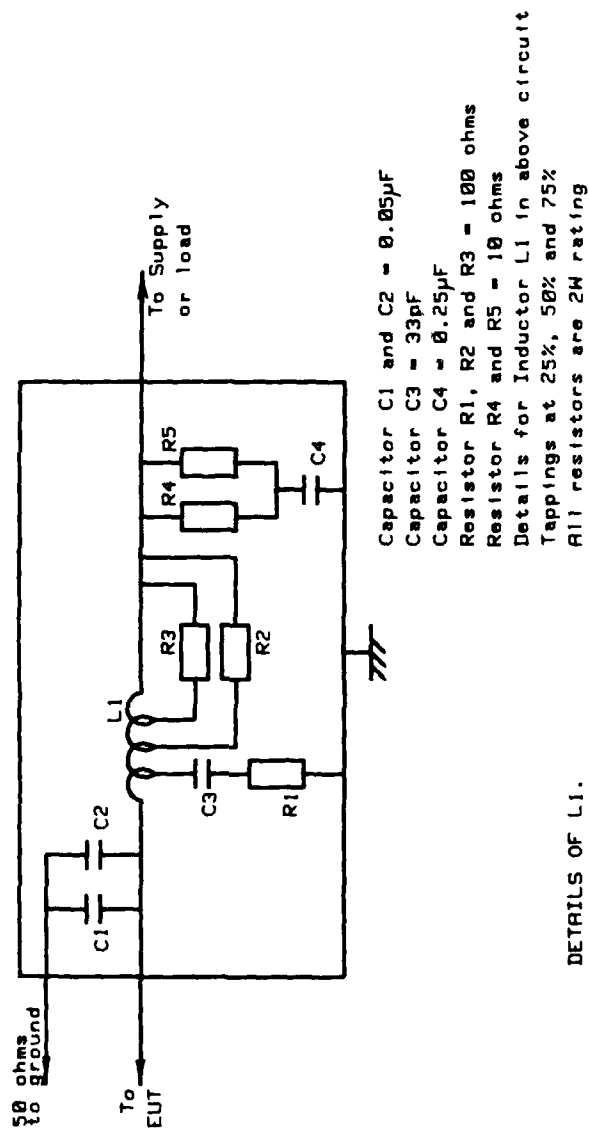 50 ohms
to ground
To
EUT
C1
C2
L1
C3
R1
R3
R2
R4
R5
C4
To Supply
or load
Capacitor C1 and C2 = 0.05µF
Capacitor C3 = 33pF
Capacitor C4 = 0.25µF
Resistor R1, R2 and R3 = 100 ohms
Resistor R4 and R5 = 10 ohms
Details for Inductor L1 in above circuit
Tappings at 25%, 50% and 75%
All resistors are 2W rating
DETAILS OF L1.